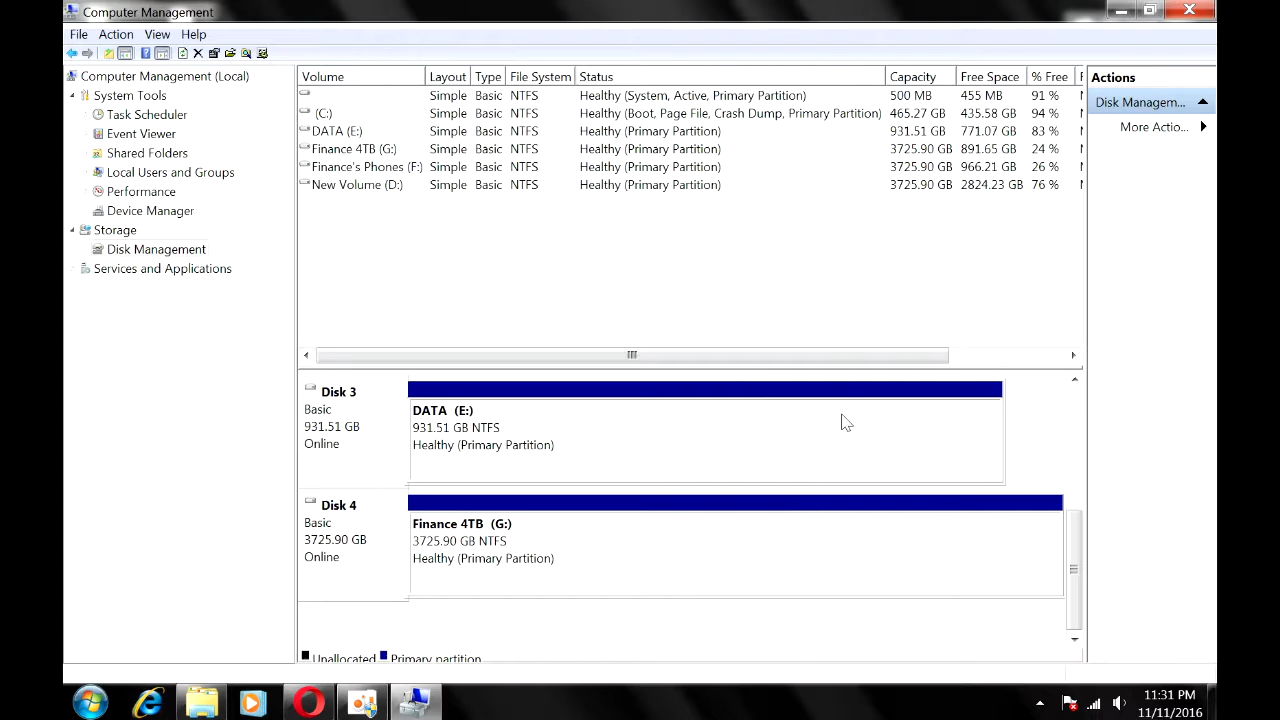 Computer Management
File Action View Help
Computer Management (Local)
System Tools
Task Scheduler
Event Viewer
Shared Folders
Local Users and Groups
Performance
Device Manager
Storage
Disk Management
Services and Applications
Volume Layout Type File System Status Capacity Free Space % Free
Simple Basic NTFS Healthy (System, Active, Primary Partition) 500 MB 455 MB 91 %
(C:) Simple Basic NTFS Healthy (Boot, Page File, Crash Dump, Primary Partition) 465.27 GB 435.58 GB 94 %
DATA (E:) Simple Basic NTFS Healthy (Primary Partition) 931.51 GB 771.07 GB 83 %
Finance 4TB (G:) Simple Basic NTFS Healthy (Primary Partition) 3725.90 GB 891.65 GB 24 %
Finance's Phones (F:) Simple Basic NTFS Healthy (Primary Partition) 3725.90 GB 966.21 GB 26 %
New Volume (D:) Simple Basic NTFS Healthy (Primary Partition) 3725.90 GB 2824.23 GB 76 %
Disk 3
Basic
931.51 GB
Online
DATA (E:)
931.51 GB NTFS
Healthy (Primary Partition)
Disk 4
Basic
3725.90 GB
Online
Finance 4TB (G:)
3725.90 GB NTFS
Healthy (Primary Partition)
Unallocated Primary partition
Actions
Disk Managem...
More Actio...
11:31 PM
11/11/2016